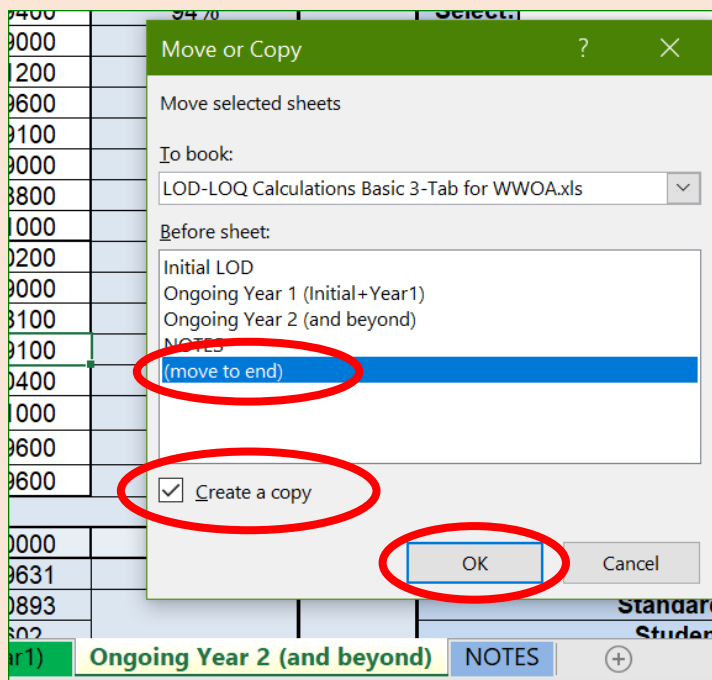 94%
Select:
9000
1200
9600
9100
9000
3800
1000
0200
9000
3100
9100
0400
1000
9600
9600
0000
9631
0893
Move or Copy
?
Move selected sheets
To book:
LOD-LOQ Calculations Basic 3-Tab for WWOA.xls
Before sheet:
Initial LOD
Ongoing Year 1 (Initial+Year1)
Ongoing Year 2 (and beyond)
NOTES
(move to end)
Create a copy
OK
Cancel
Standard
Studen
ar1)
Ongoing Year 2 (and beyond)
NOTES